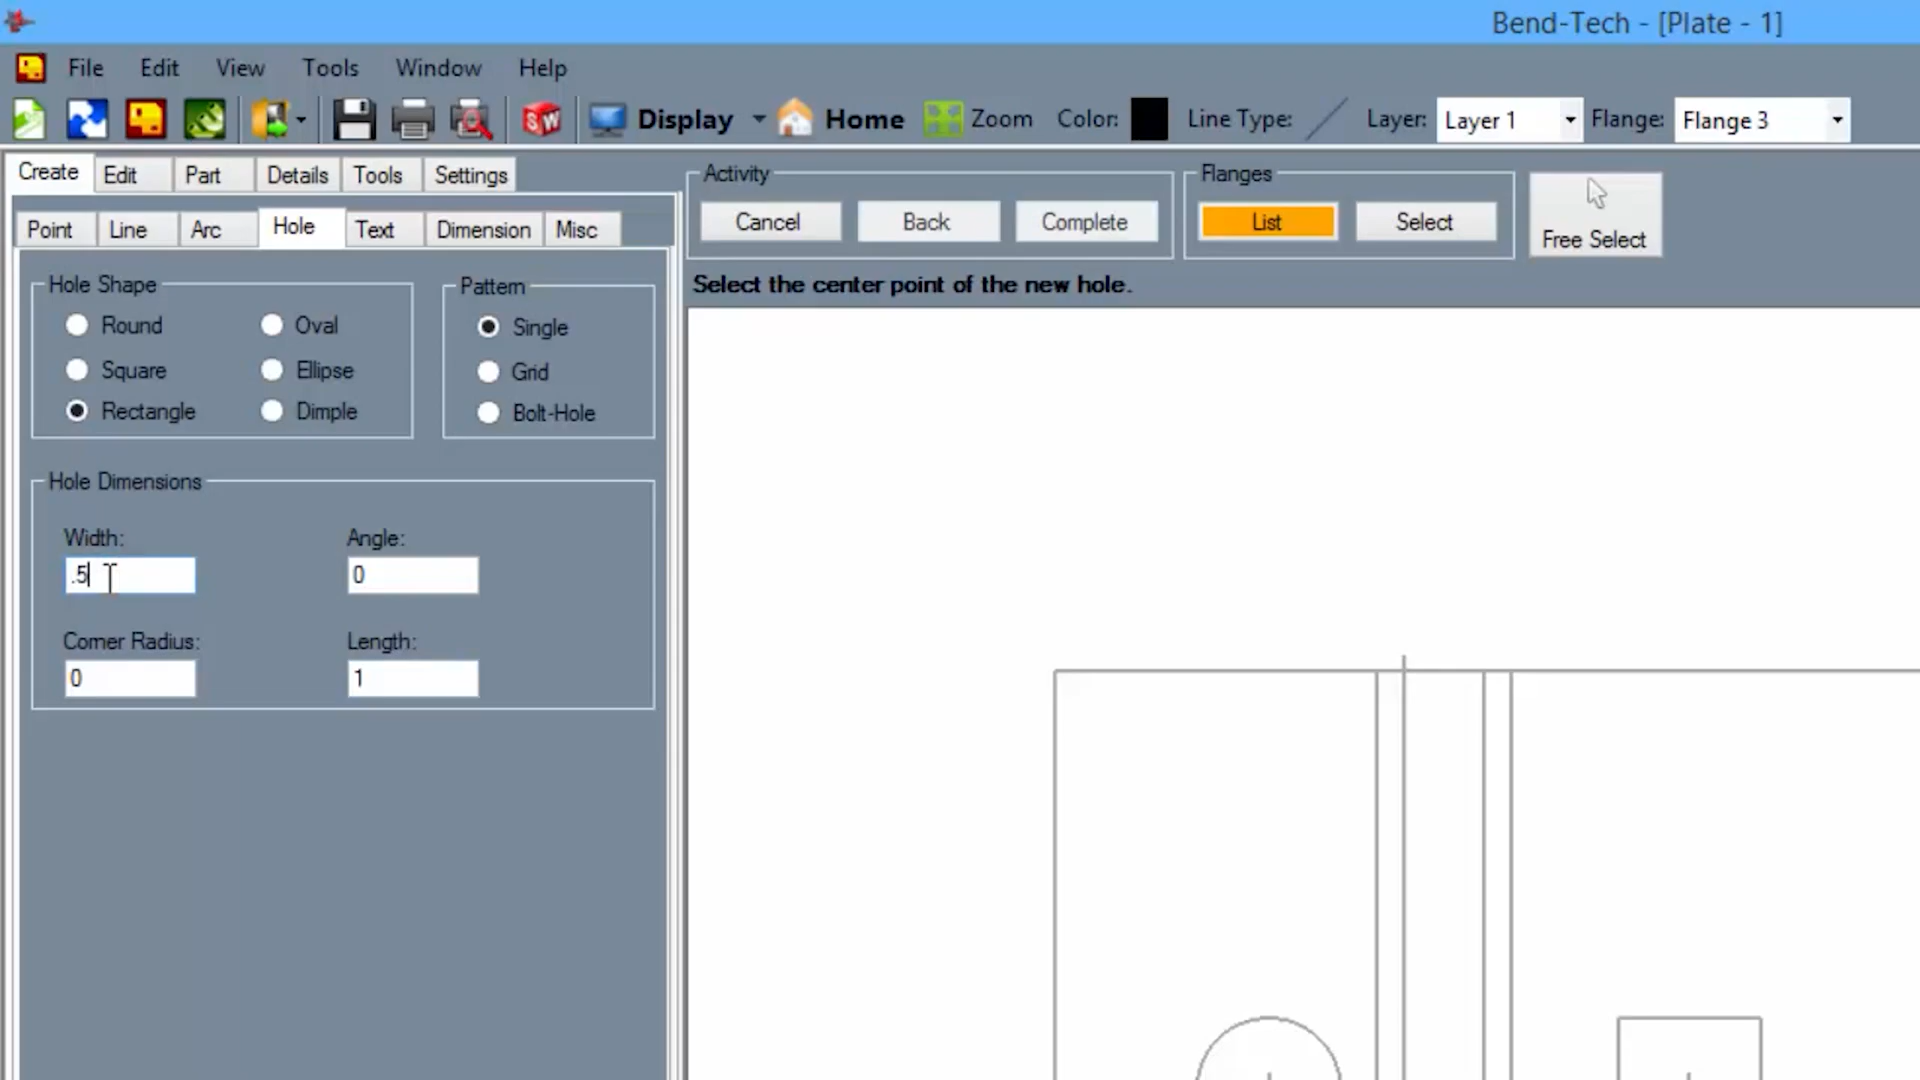 Bend-Tech - [Plate - 1]
File Edit View Tools Window Help
SW Display Home Zoom Color: Line Type: Layer: Layer 1 Flange: Flange 3
Create Edit Part Details Tools Settings
Point Line Arc Hole Text Dimension Misc
Activity
Cancel Back Complete
Flanges
List Select
Free Select
Select the center point of the new hole.
Hole Shape
Round Oval
Square Ellipse
Rectangle Dimple
Pattern
Single
Grid
Bolt-Hole
Hole Dimensions
Width: Angle:
.5 0
Corner Radius: Length:
0 1